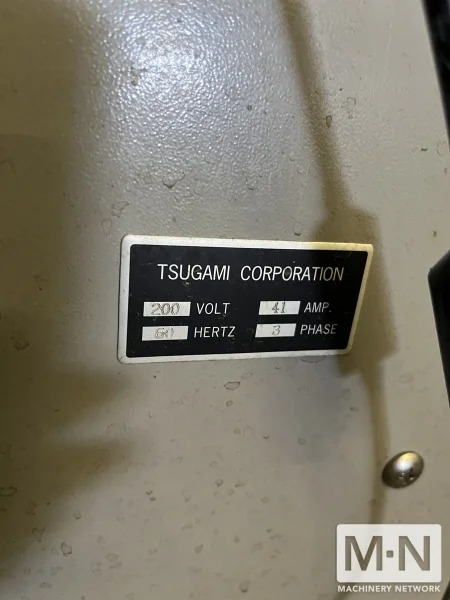 TSUGAMI CORPORATION
200 VOLT 41 AMP.
60 HERTZ 3 PHASE
M·N
MACHINERY NETWORK